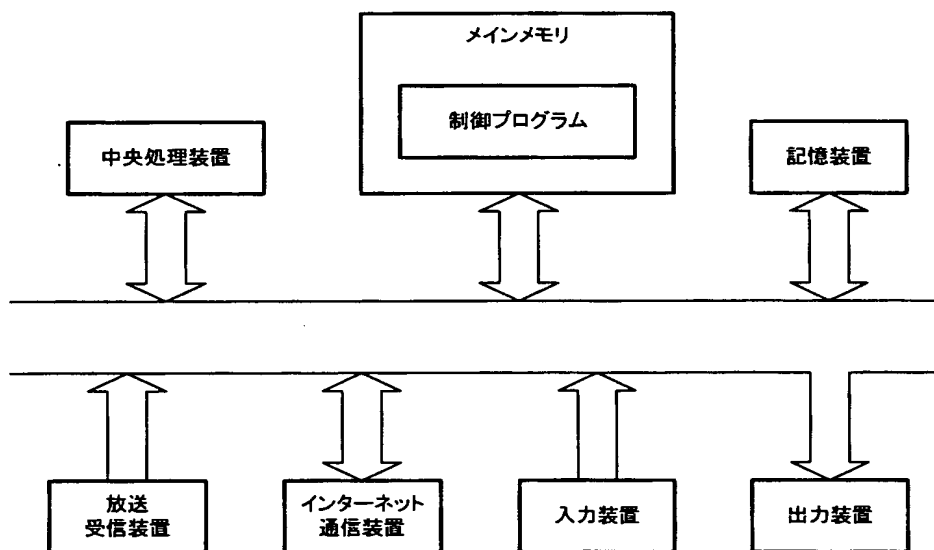 メインメモリ
制御プログラム
中央処理装置
記憶装置
放送
受信装置
インターネット
通信装置
入力装置
出力装置